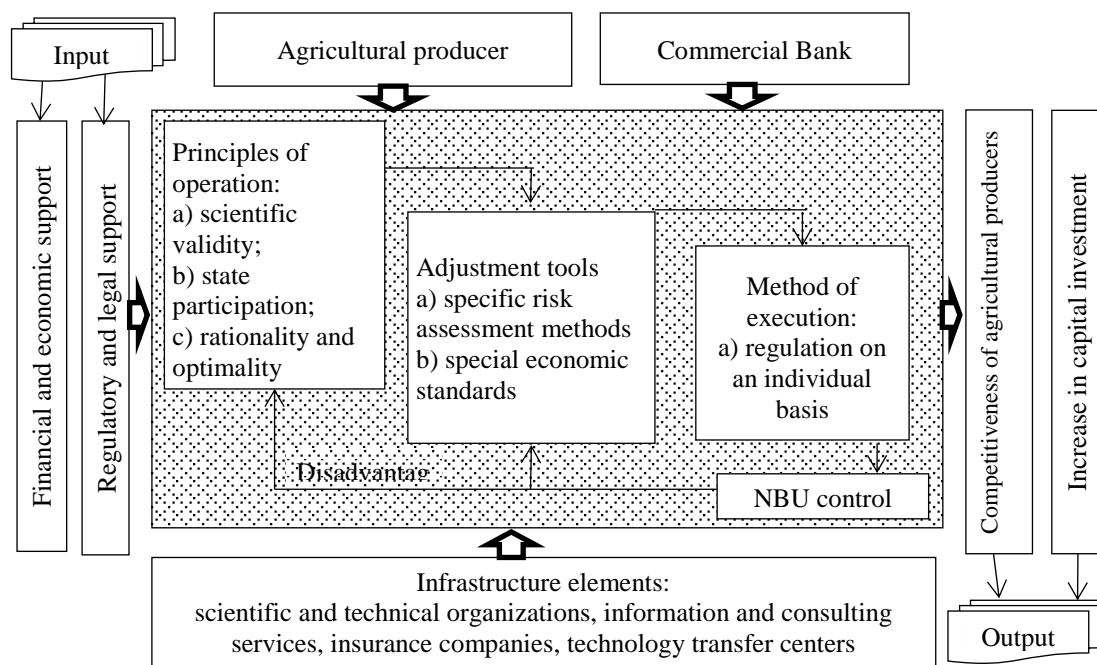 Input
Agricultural producer
Commercial Bank
Financial and economic support
Regulatory and legal support
Principles of
operation:
a) scientific
validity;
b) state
participation;
c) rationality and
optimality
Adjustment tools
a) specific risk
assessment methods
b) special economic
standards
Method of
execution:
a) regulation on
an individual
basis
Disadvantag
NBU control
Competitiveness of agricultural producers
Increase in capital investment
Infrastructure elements:
scientific and technical organizations, information and consulting
services, insurance companies, technology transfer centers
Output